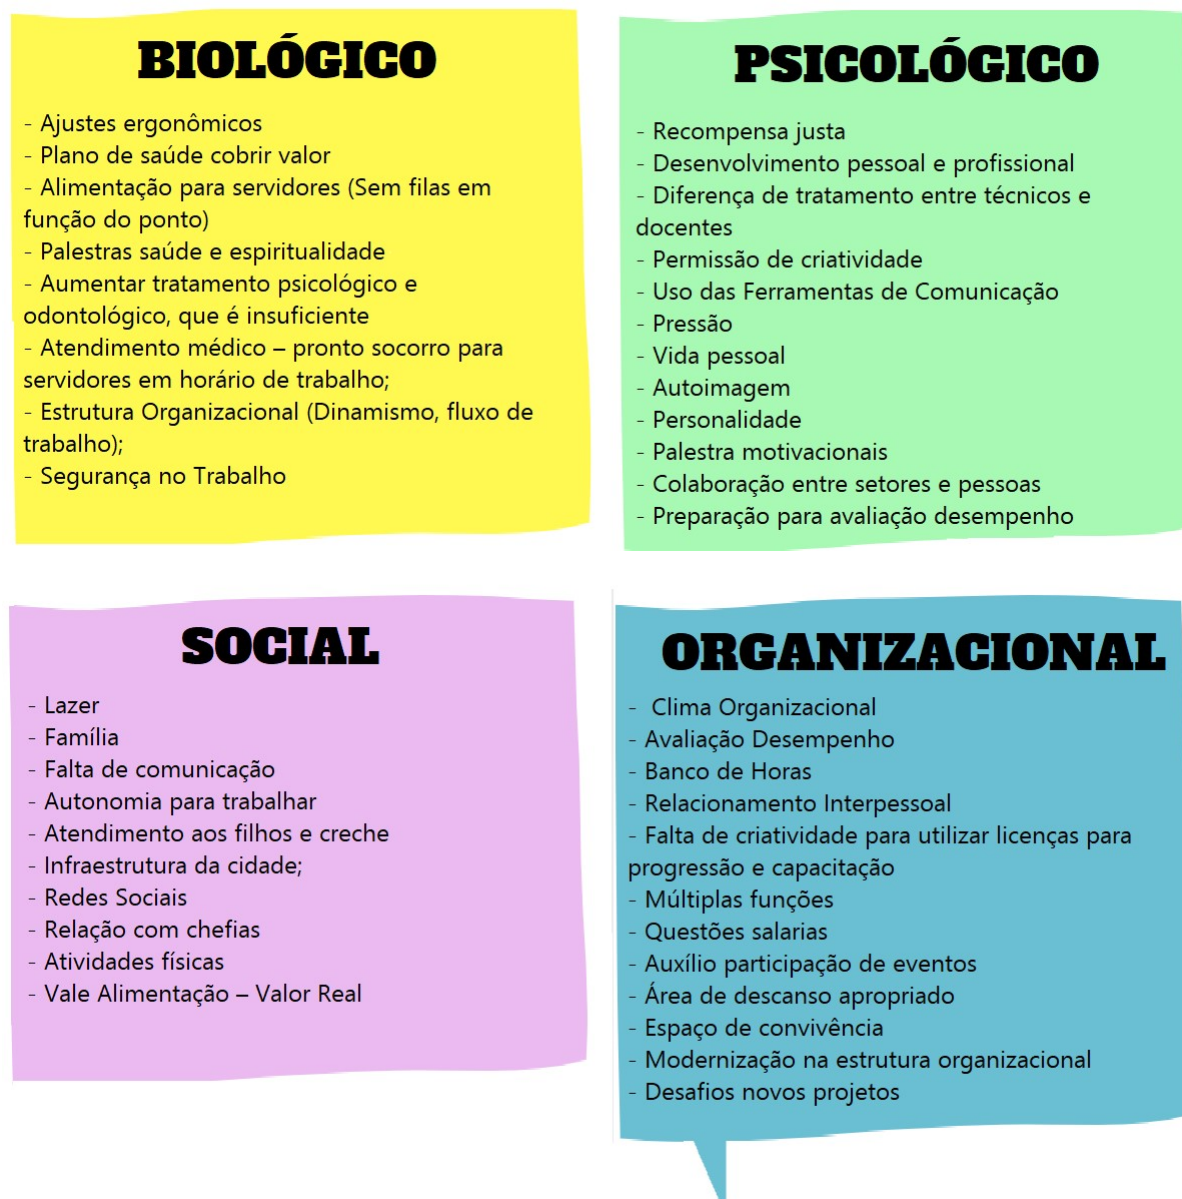 BIOLÓGICO
- Ajustes ergonômicos
- Plano de saúde cobrir valor
- Alimentação para servidores (Sem filas em
função do ponto)
- Palestras saúde e espiritualidade
- Aumentar tratamento psicológico e
odontológico, que é insuficiente
- Atendimento médico – pronto socorro para
servidores em horário de trabalho;
- Estrutura Organizacional (Dinamismo, fluxo de
trabalho);
- Segurança no Trabalho
PSICOLÓGICO
- Recompensa justa
- Desenvolvimento pessoal e profissional
- Diferença de tratamento entre técnicos e
docentes
- Permissão de criatividade
- Uso das Ferramentas de Comunicação
- Pressão
- Vida pessoal
- Autoimagem
- Personalidade
- Palestra motivacionais
- Colaboração entre setores e pessoas
- Preparação para avaliação desempenho
SOCIAL
- Lazer
- Família
- Falta de comunicação
- Autonomia para trabalhar
- Atendimento aos filhos e creche
- Infraestrutura da cidade;
- Redes Sociais
- Relação com chefias
- Atividades físicas
- Vale Alimentação – Valor Real
ORGANIZACIONAL
- Clima Organizacional
- Avaliação Desempenho
- Banco de Horas
- Relacionamento Interpessoal
- Falta de criatividade para utilizar licenças para
progressão e capacitação
- Múltiplas funções
- Questões salarias
- Auxílio participação de eventos
- Área de descanso apropriado
- Espaço de convivência
- Modernização na estrutura organizacional
- Desafios novos projetos